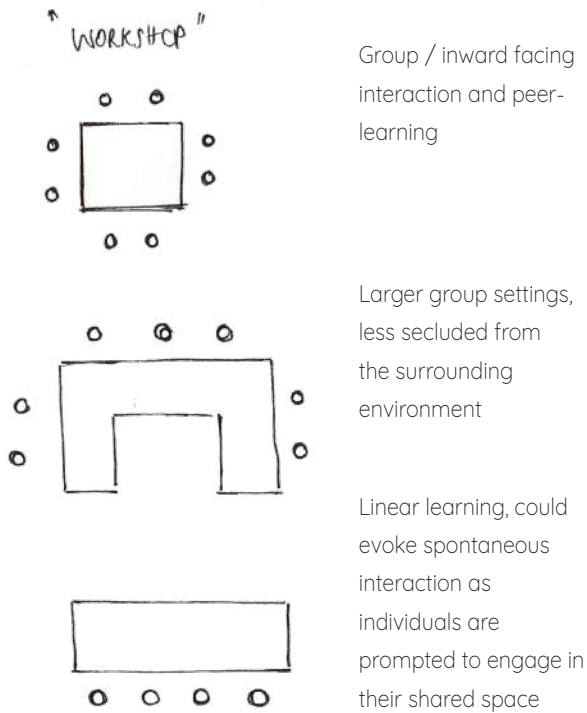 "WORKSHOP"
Group / inward facing
interaction and peer-
learning
Larger group settings,
less secluded from
the surrounding
environment
Linear learning, could
evoke spontaneous
interaction as
individuals are
prompted to engage in
their shared space